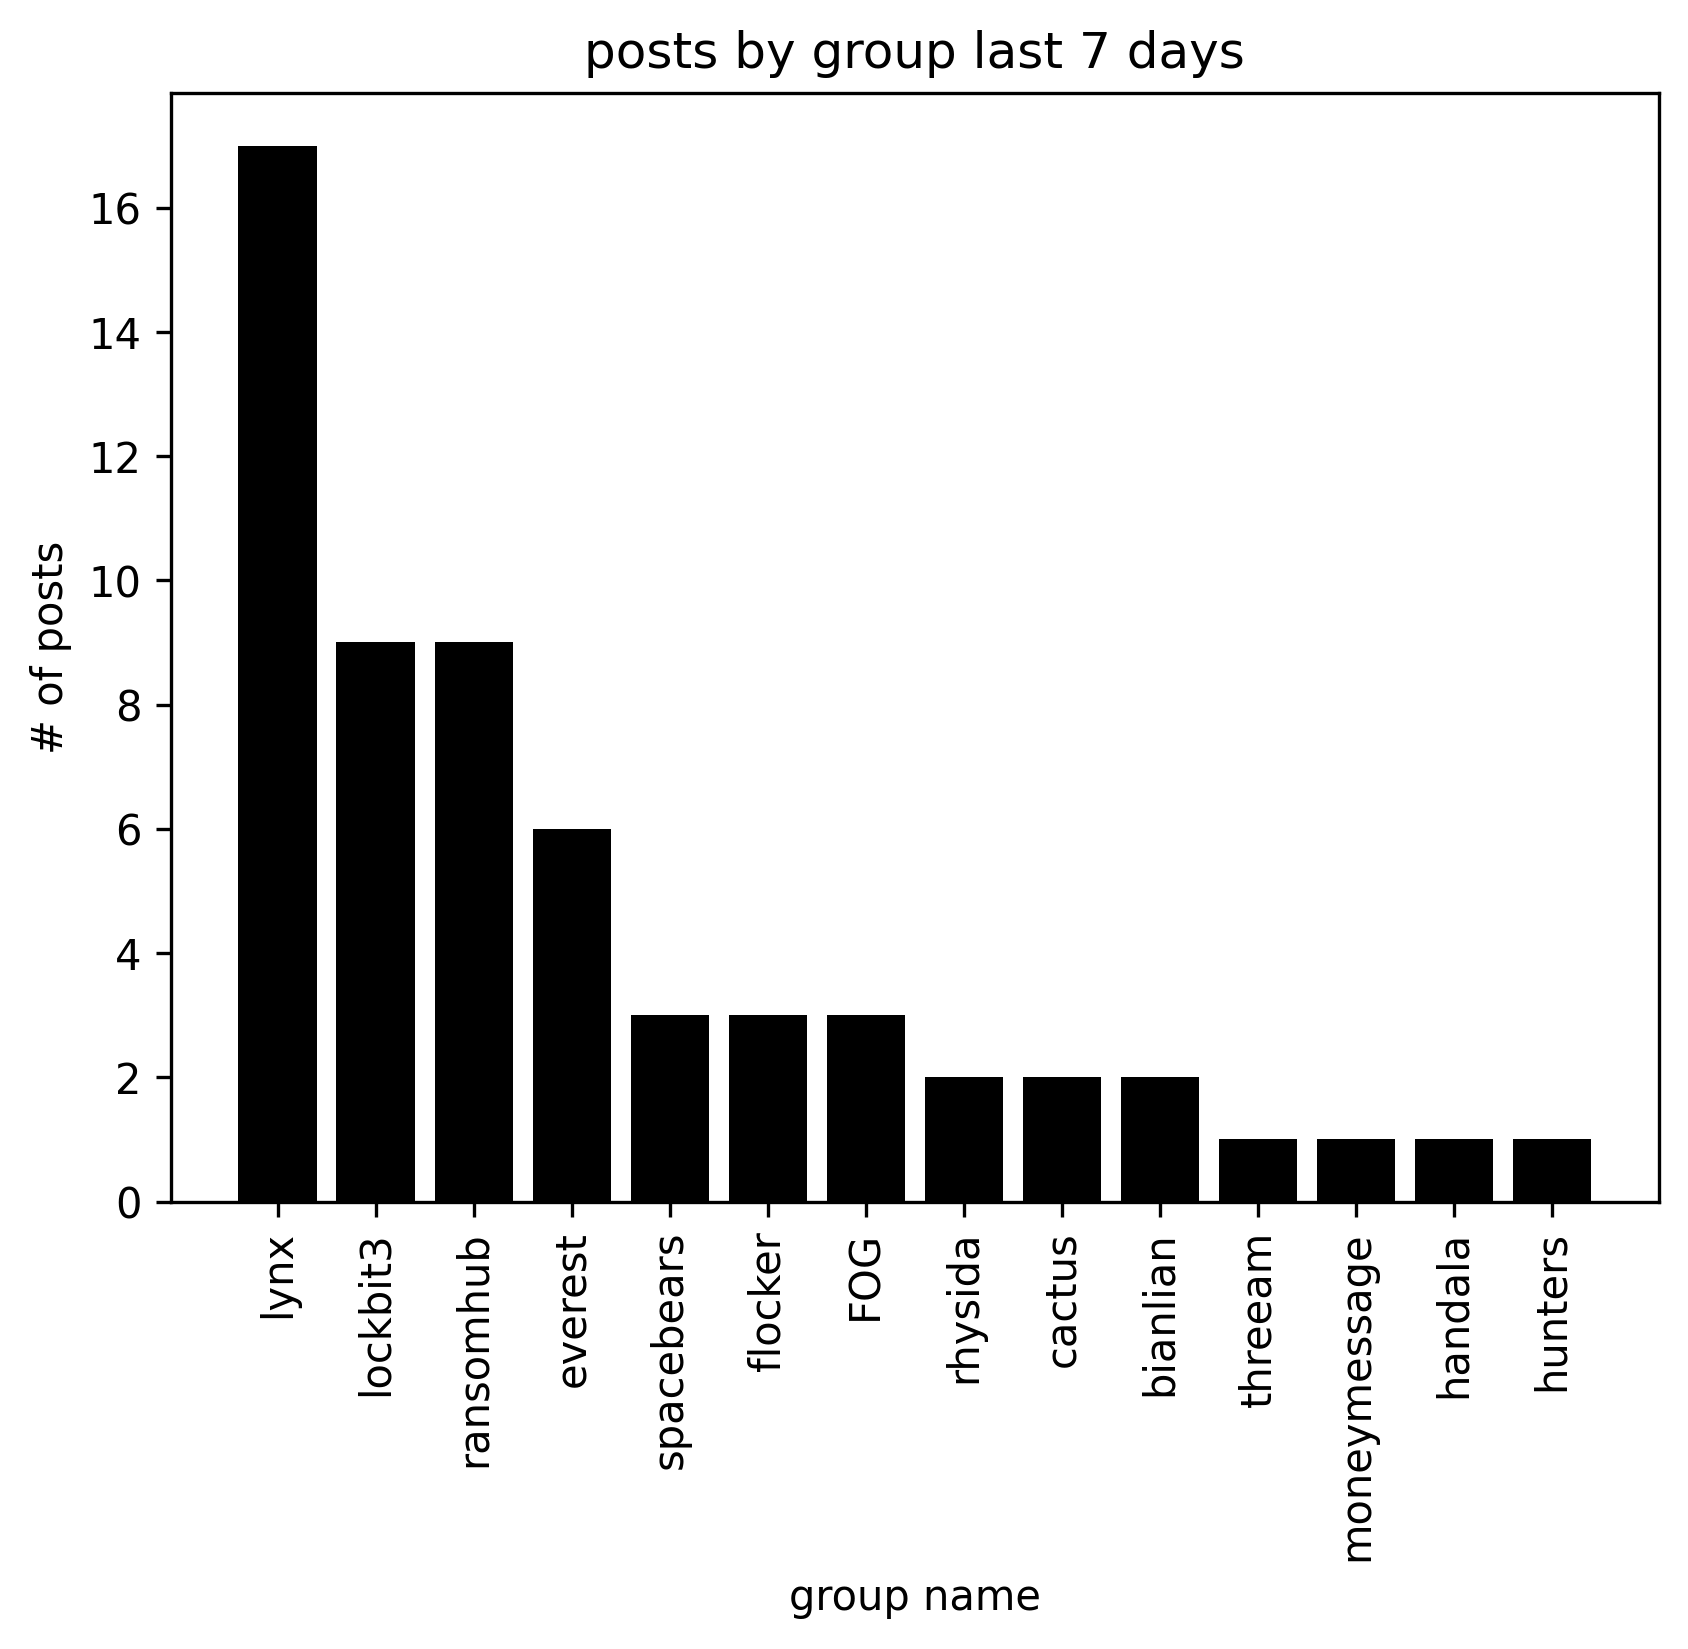 posts by group last 7 days
# of posts
16
14
12
10
8
6
4
2
0
lynx
lockbit3
ransomhub
everest
spacebears
flocker
FOG
rhysida
cactus
bianlian
threeam
moneymessage
handala
hunters
group name